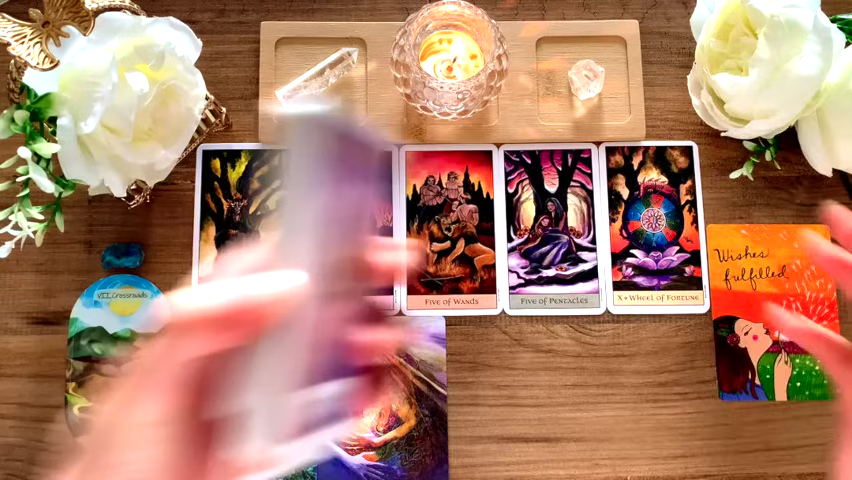 FIVE OF WANDS
FIVE OF PENTACLES
X • WHEEL OF FORTUNE
Wishes
fulfilled
VII. Crossroads